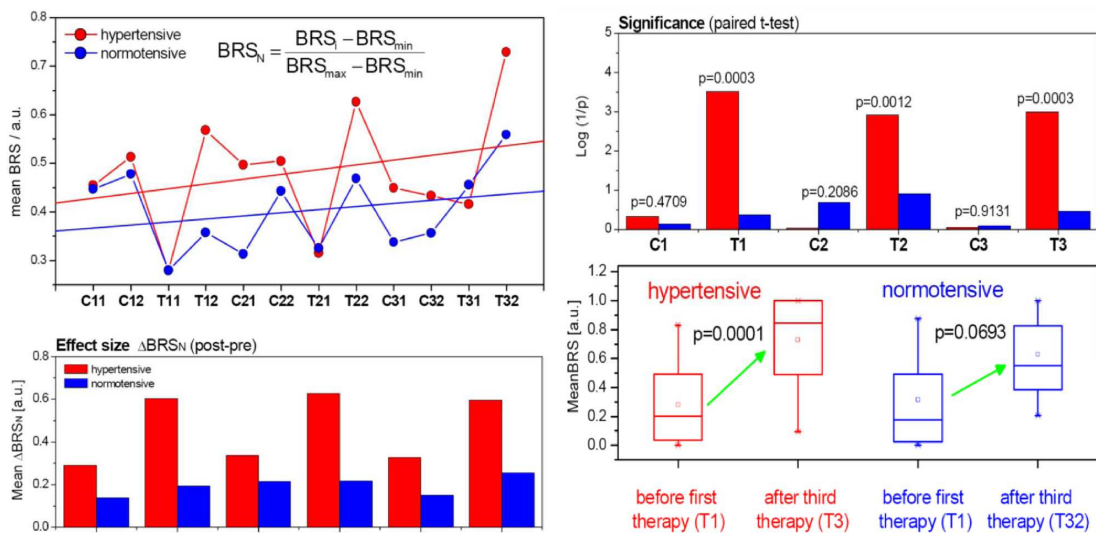 0.8
0.7
0.6
0.5
0.4
0.3
mean BRS / a.u.
hypertensive
normotensive
BRS_N = (BRS_i – BRS_min) / (BRS_max – BRS_min)
C11 C12 T11 T12 C21 C22 T21 T22 C31 C32 T31 T32
Effect size ΔBRS_N (post-pre)
0.8
0.6
0.4
0.2
0.0
Mean ΔBRS_N [a.u.]
hypertensive
normotensive
Significance (paired t-test)
5
4
3
2
1
0
Log (1/p)
p=0.4709
p=0.0003
p=0.2086
p=0.0012
p=0.9131
p=0.0003
C1 T1 C2 T2 C3 T3
1.2
1.0
0.8
0.6
0.4
0.2
0.0
MeanBRS [a.u.]
hypertensive
normotensive
p=0.0001
p=0.0693
before first
therapy (T1)
after third
therapy (T3)
before first
therapy (T1)
after third
therapy (T32)